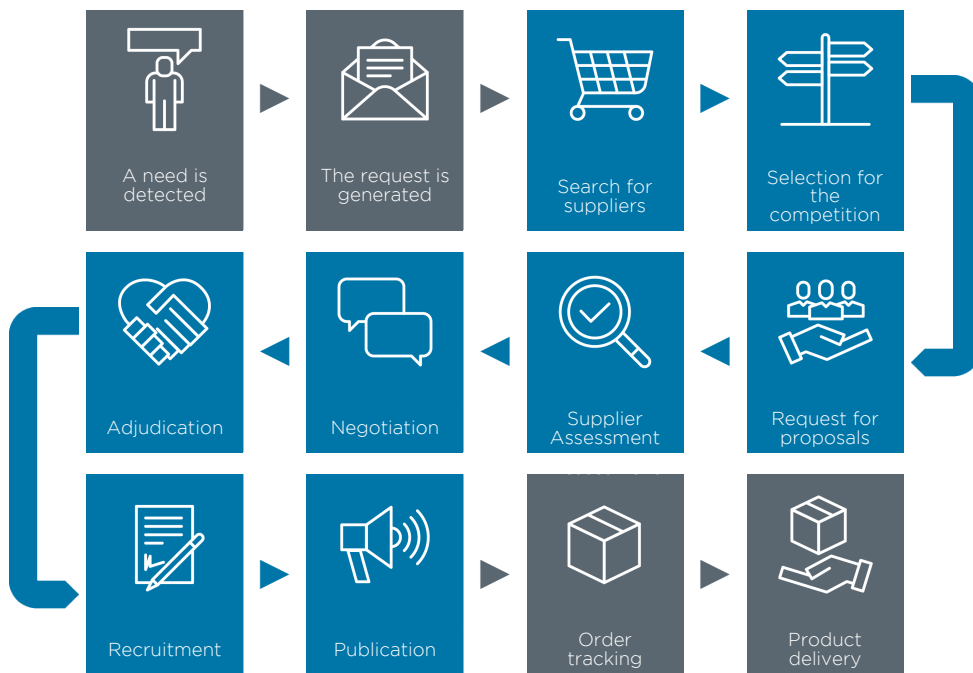 A need is
detected
The request is
generated
Search for
suppliers
Selection for
the
competition
Adjudication
Negotiation
Supplier
Assessment
Request for
proposals
Recruitment
Publication
Order
tracking
Product
delivery